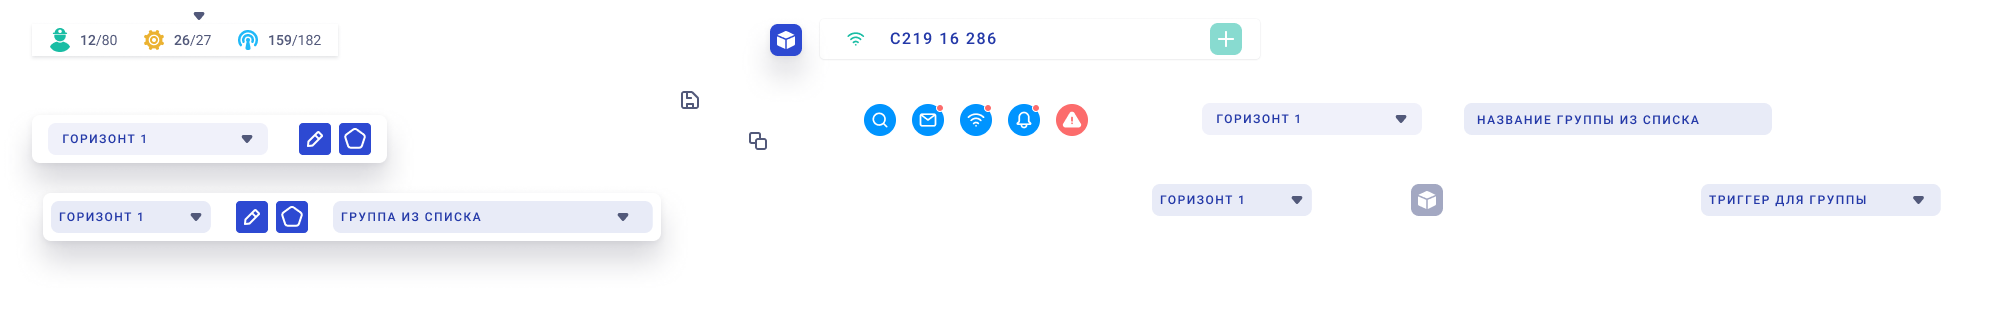 12/80 26/27 159/182
C219 16 286
ГОРИЗОНТ 1
ГОРИЗОНТ 1
НАЗВАНИЕ ГРУППЫ ИЗ СПИСКА
ГОРИЗОНТ 1
ГРУППА ИЗ СПИСКА
ГОРИЗОНТ 1
ТРИГГЕР ДЛЯ ГРУППЫ